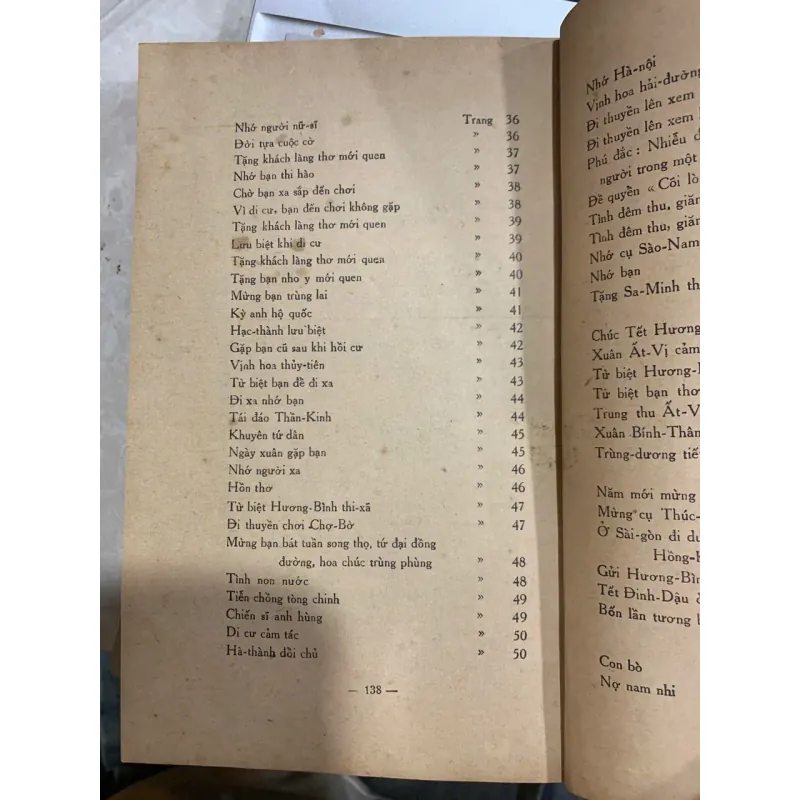 Nhớ người nữ-sĩ Trang 36
Đời tựa cuộc cờ » 36
Tặng khách làng thơ mới quen » 37
Nhớ bạn thi hào » 37
Chờ bạn xa sắp đến chơi » 38
Vì di cư, bạn đến chơi không gặp » 38
Tặng khách làng thơ mới quen » 39
Lưu biệt khi di cư » 39
Tặng khách làng thơ mới quen » 40
Tặng bạn nho y mới quen » 40
Mừng bạn trùng lai » 41
Kỳ anh hộ quốc » 41
Hạc-thành lưu biệt » 42
Gặp bạn cũ sau khi hồi cư » 42
Vịnh hoa thủy-tiên » 43
Từ biệt bạn để đi xa » 43
Đi xa nhớ bạn » 44
Tái đáo Thần-Kinh » 44
Khuyên tứ dân » 45
Ngày xuân gặp bạn » 45
Nhớ người xa » 46
Hồn thơ » 46
Từ biệt Hương-Bình thi-xã » 47
Đi thuyền chơi Chợ-Bờ » 47
Mừng bạn bát tuần song thọ, tứ đại đồng
đường, hoa chúc trùng phùng » 48
Tình non nước » 48
Tiễn chồng tòng chinh » 49
Chiến sĩ anh hùng » 49
Di cư cảm tác » 50
Hà-thành đổi chủ » 50
— 138 —
Nhớ Hà-nội
Vịnh hoa hải-đường
Đi thuyền lên xem
Đi thuyền lên xem
Phú đắc : Nhiễu đ
người trong một
Đề quyển « Cối lò
Tình đêm thu, giăn
Tình đêm thu, giăn
Nhớ cụ Sào-Nam
Nhớ bạn
Tặng Sa-Minh th
Chúc Tết Hương
Xuân Ất-Vị cảm
Từ biệt Hương-
Từ biệt bạn thơ
Trung thu Ất-V
Xuân Bính-Thân
Trùng-dương tiế
Năm mới mừng
Mừng cụ Thúc-
Ở Sài-gòn đi dư
Hồng-
Gửi Hương-Bìn
Tết Đinh-Dậu
Bốn lần tương
Con bò
Nợ nam nhi